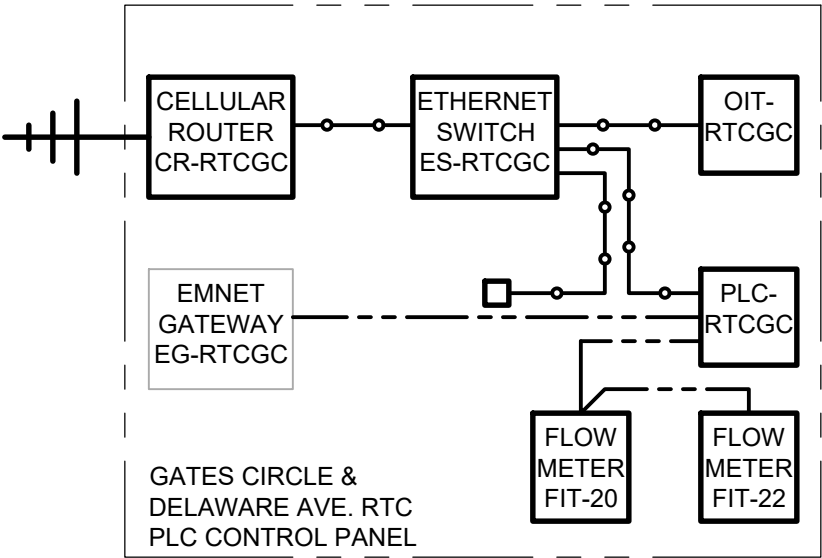 CELLULAR
ROUTER
CR-RTCGC
ETHERNET
SWITCH
ES-RTCGC
OIT-
RTCGC
EMNET
GATEWAY
EG-RTCGC
PLC-
RTCGC
FLOW
METER
FIT-20
FLOW
METER
FIT-22
GATES CIRCLE &
DELAWARE AVE. RTC
PLC CONTROL PANEL